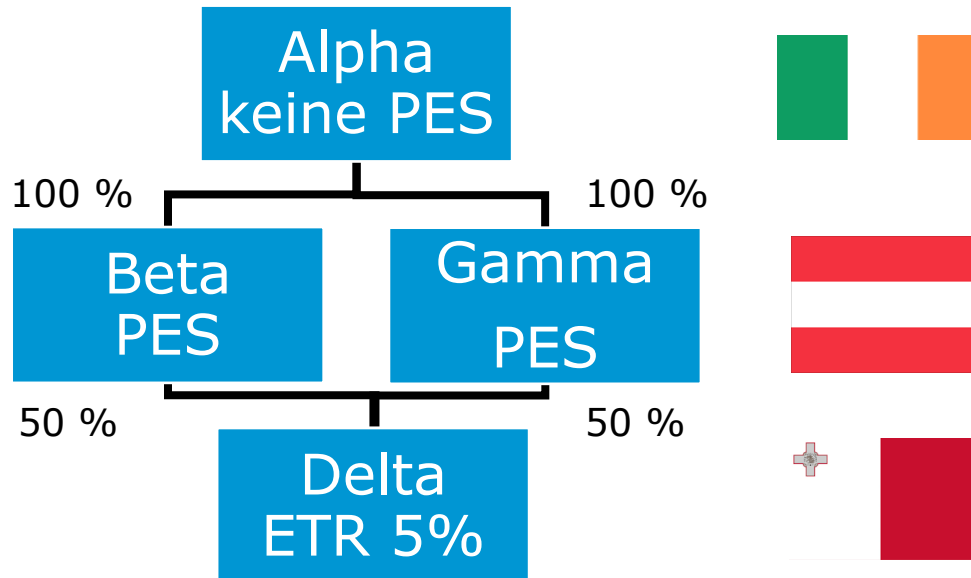 Alpha
keine PES
100 %
100 %
Beta
PES
Gamma
PES
50 %
50 %
Delta
ETR 5%